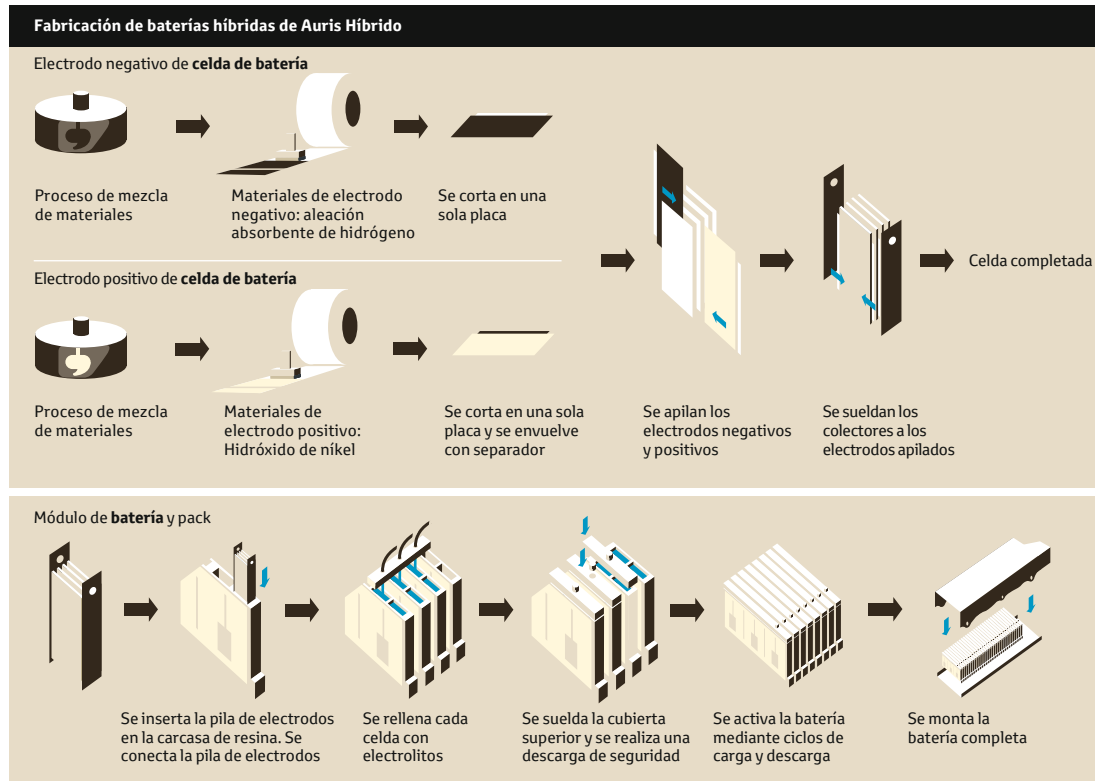 Fabricación de baterías híbridas de Auris Híbrido
Electrodo negativo de celda de batería
Proceso de mezcla
de materiales
Materiales de electrodo
negativo: aleación
absorbente de hidrógeno
Se corta en una
sola placa
Electrodo positivo de celda de batería
Proceso de mezcla
de materiales
Materiales de
electrodo positivo:
Hidróxido de níkel
Se corta en una sola
placa y se envuelve
con separador
Se apilan los
electrodos negativos
y positivos
Se sueldan los
colectores a los
electrodos apilados
Celda completada
Módulo de batería y pack
Se inserta la pila de electrodos
en la carcasa de resina. Se
conecta la pila de electrodos
Se rellena cada
celda con
electrolitos
Se suelda la cubierta
superior y se realiza una
descarga de seguridad
Se activa la batería
mediante ciclos de
carga y descarga
Se monta la
batería completa